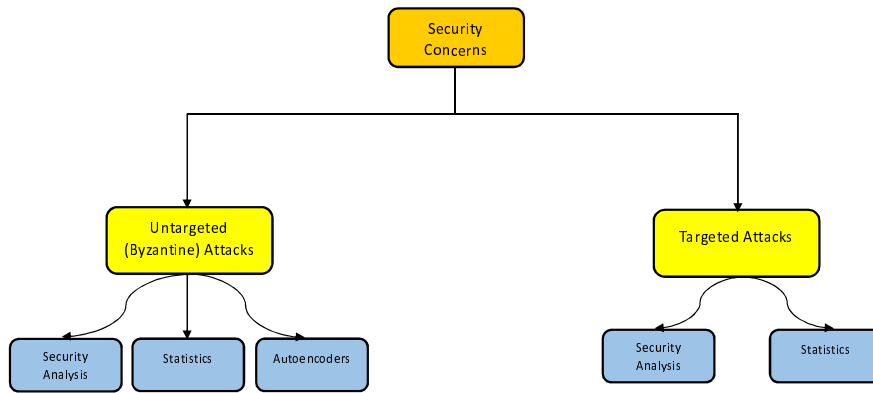 Security
Concerns
Untargeted
(Byzantine) Attacks
Targeted Attacks
Security
Analysis
Statistics
Autoencoders
Security
Analysis
Statistics